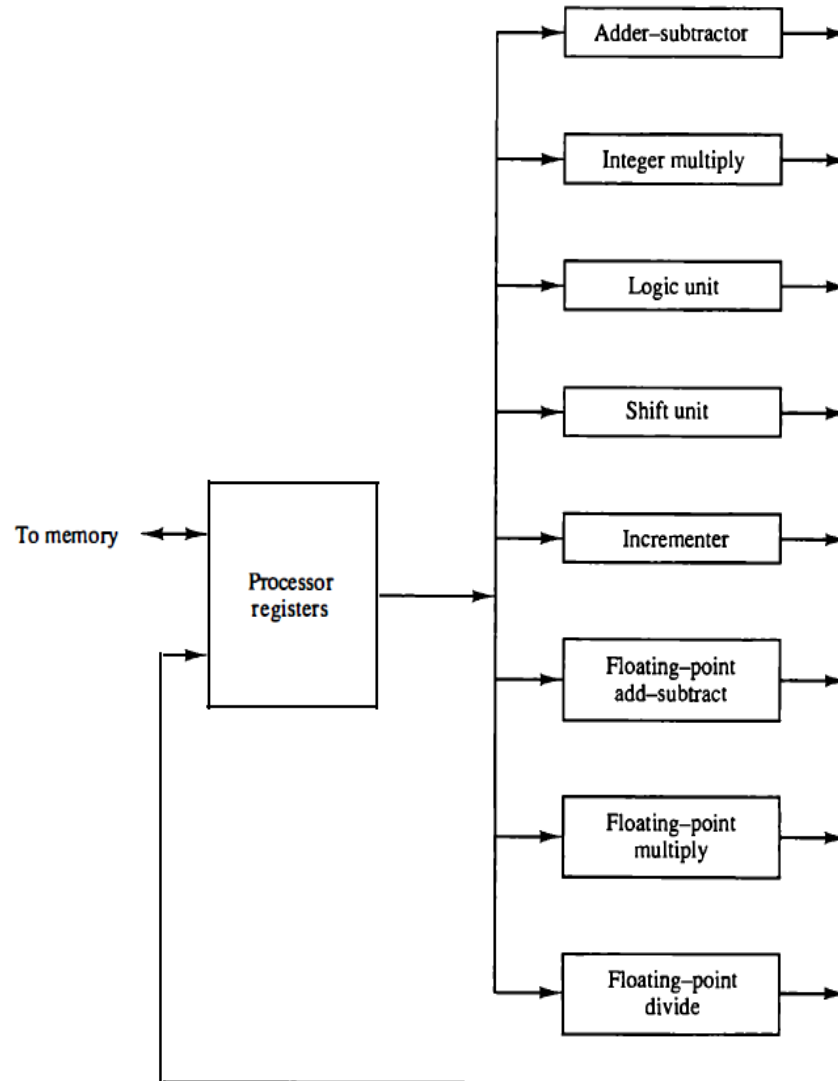 Adder–subtractor
Integer multiply
Logic unit
Shift unit
To memory
Incrementer
Processor
registers
Floating–point
add–subtract
Floating–point
multiply
Floating–point
divide